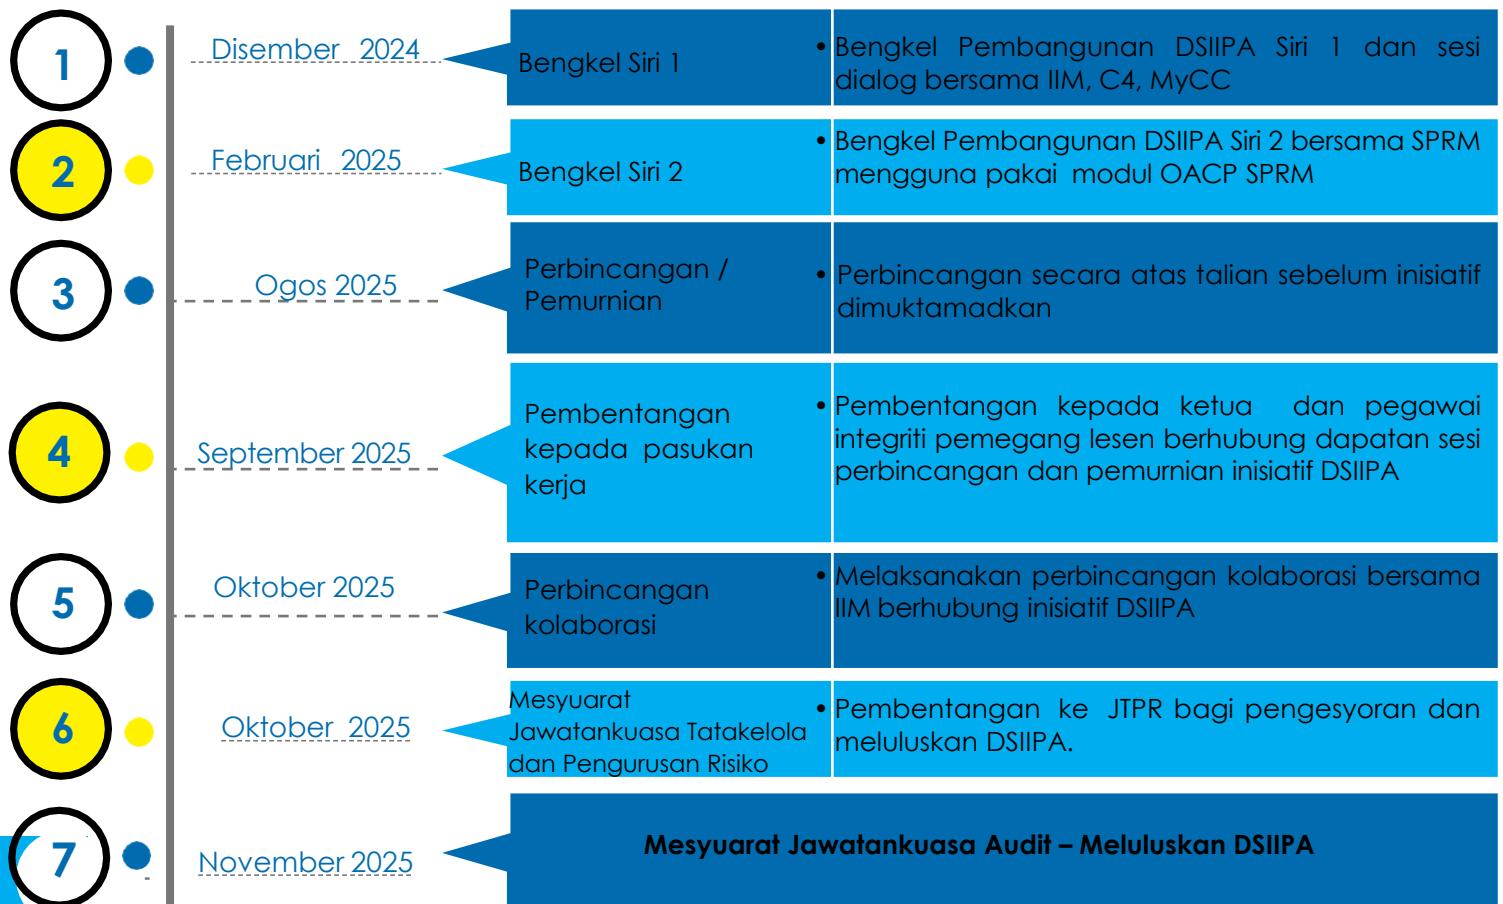 1
Disember 2024
Bengkel Siri 1
• Bengkel Pembangunan DSIIPA Siri 1 dan sesi
dialog bersama IIM, C4, MyCC
2
Februari 2025
Bengkel Siri 2
• Bengkel Pembangunan DSIIPA Siri 2 bersama SPRM
mengguna pakai modul OACP SPRM
3
Ogos 2025
Perbincangan /
Pemurnian
• Perbincangan secara atas talian sebelum inisiatif
dimuktamadkan
4
September 2025
Pembentangan
kepada pasukan
kerja
• Pembentangan kepada ketua dan pegawai
integriti pemegang lesen berhubung dapatan sesi
perbincangan dan pemurnian inisiatif DSIIPA
5
Oktober 2025
Perbincangan
kolaborasi
• Melaksanakan perbincangan kolaborasi bersama
IIM berhubung inisiatif DSIIPA
6
Oktober 2025
Mesyuarat
Jawatankuasa Tatakelola
dan Pengurusan Risiko
• Pembentangan ke JTPR bagi pengesyoran dan
meluluskan DSIIPA.
7
November 2025
Mesyuarat Jawatankuasa Audit – Meluluskan DSIIPA